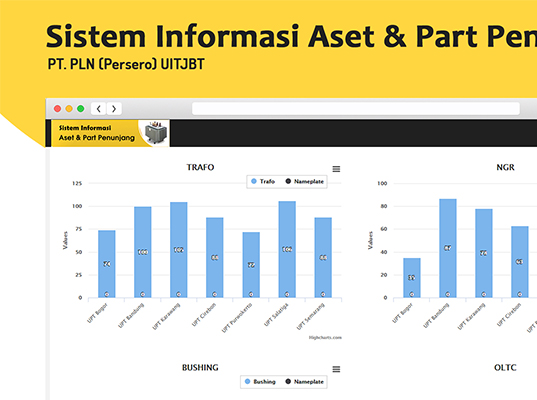 Sistem Informasi Aset & Part Pen
PT. PLN (Persero) UITJBT
Sistem Informasi
Aset & Part Penunjang
TRAFO
Trafo Nameplate
125
100
75
50
25
0
Values
74 100 105 88 72 106 88
0 0 0 0 0 0 0
UPT Bogor
UPT Bandung
UPT Karawang
UPT Cirebon
UPT Purwokerto
UPT Salatiga
UPT Semarang
Highcharts.com
NGR
100
80
60
40
20
0
Values
35 87 78 63
0 0 0 0
UPT Bogor
UPT Bandung
UPT Karawang
UPT Cirebon
BUSHING
Bushing Nameplate
OLTC